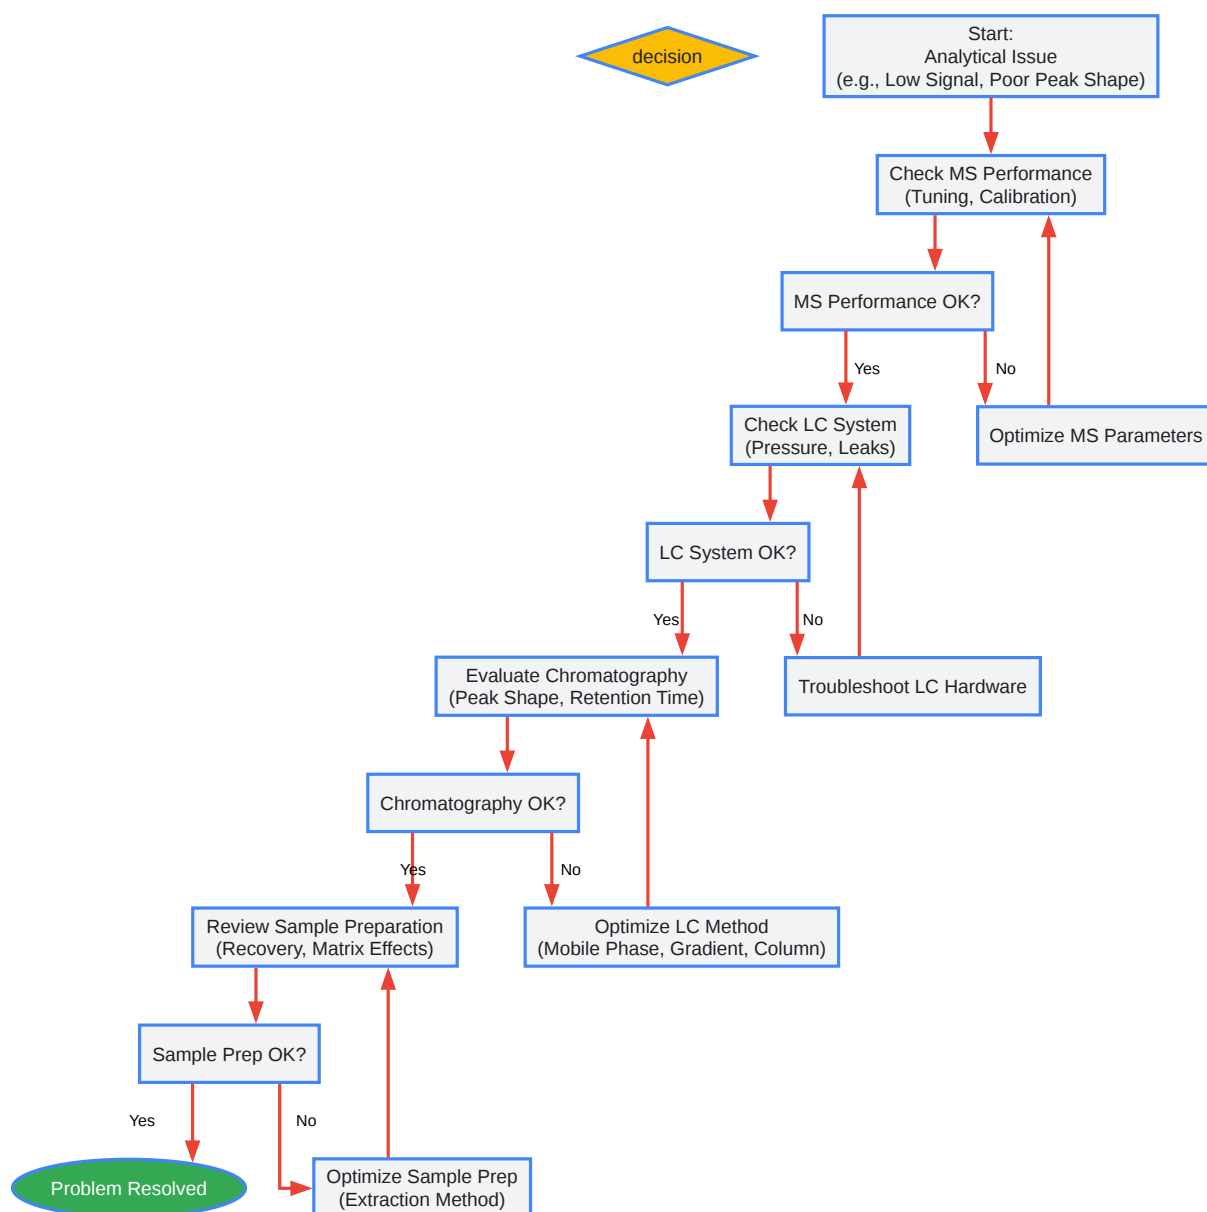 decision
Start:
Analytical Issue
(e.g., Low Signal, Poor Peak Shape)
Check MS Performance
(Tuning, Calibration)
MS Performance OK?
Yes
No
Check LC System
(Pressure, Leaks)
Optimize MS Parameters
LC System OK?
Yes
No
Evaluate Chromatography
(Peak Shape, Retention Time)
Troubleshoot LC Hardware
Chromatography OK?
Yes
No
Review Sample Preparation
(Recovery, Matrix Effects)
Optimize LC Method
(Mobile Phase, Gradient, Column)
Sample Prep OK?
Yes
No
Problem Resolved
Optimize Sample Prep
(Extraction Method)